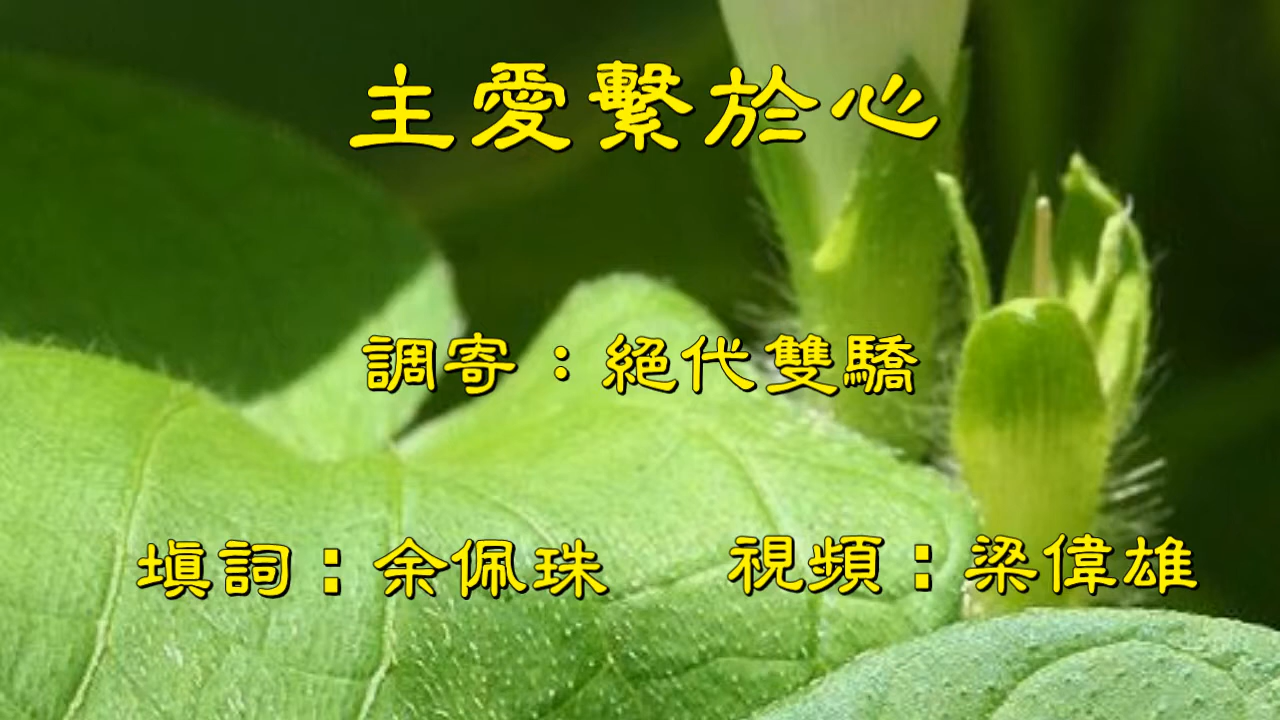 主愛繫於心
調寄：絕代雙驕
填詞：余佩珠 視頻：梁偉雄